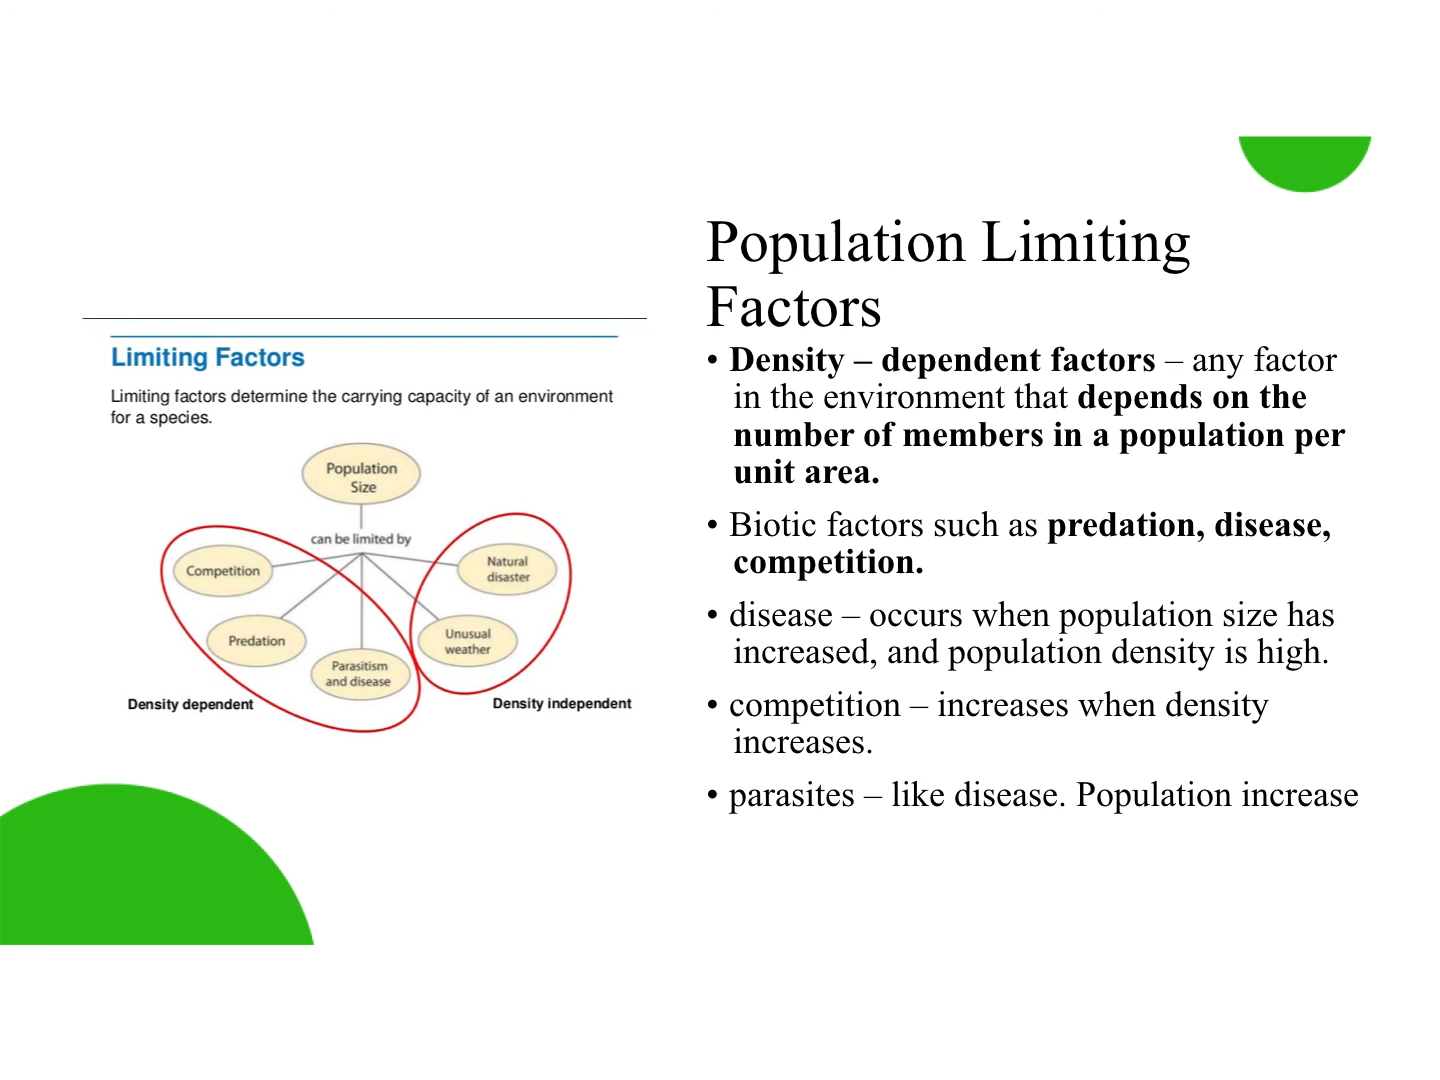 Limiting Factors
Limiting factors determine the carrying capacity of an environment
for a species.
Population
Size
can be limited by
Competition
Predation
Parasitism
and disease
Unusual
weather
Natural
disaster
Density dependent
Density independent
Population Limiting
Factors
• Density – dependent factors – any factor
in the environment that depends on the
number of members in a population per
unit area.
• Biotic factors such as predation, disease,
competition.
• disease – occurs when population size has
increased, and population density is high.
• competition – increases when density
increases.
• parasites – like disease. Population increase